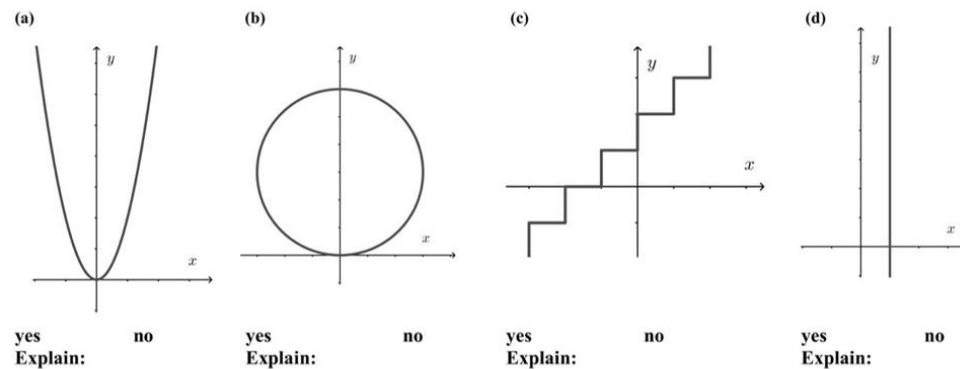 (a) (b) (c) (d)
y y y y
x x x x
yes no yes no yes no yes no
Explain: Explain: Explain: Explain: